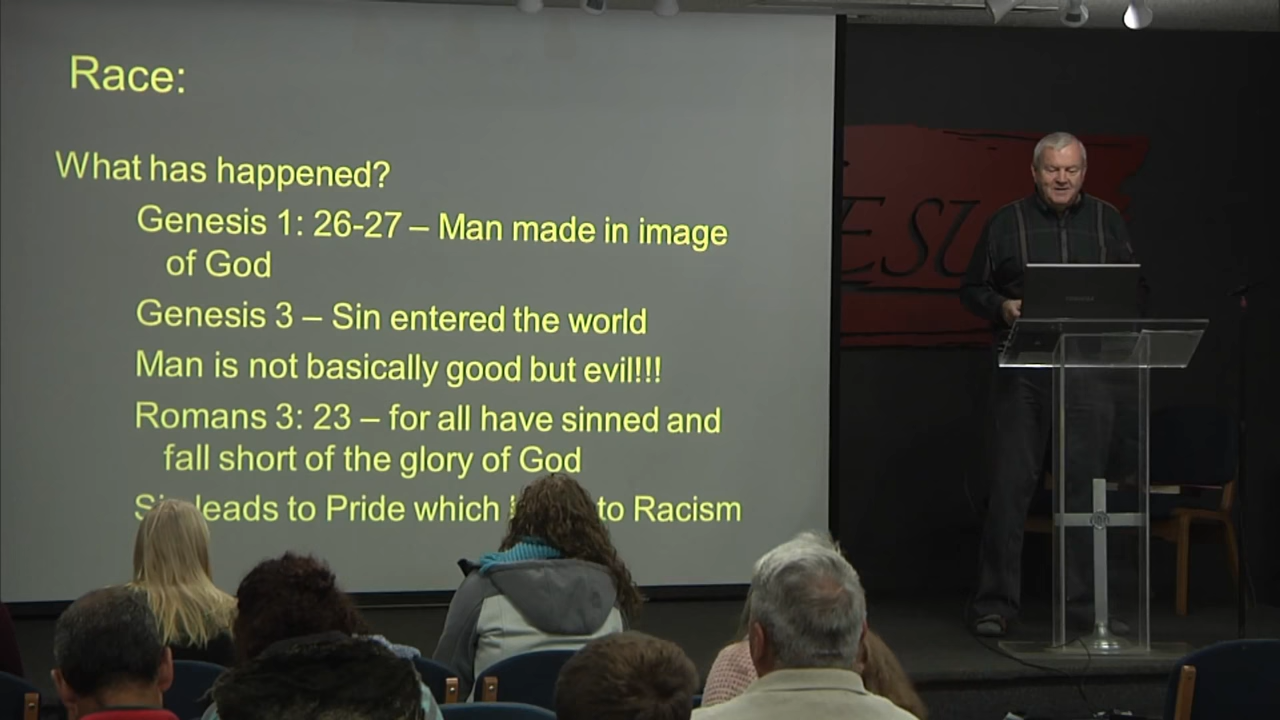 Race:
What has happened?
Genesis 1: 26-27 – Man made in image
of God
Genesis 3 – Sin entered the world
Man is not basically good but evil!!!
Romans 3: 23 – for all have sinned and
fall short of the glory of God
leads to Pride which to Racism
ESU